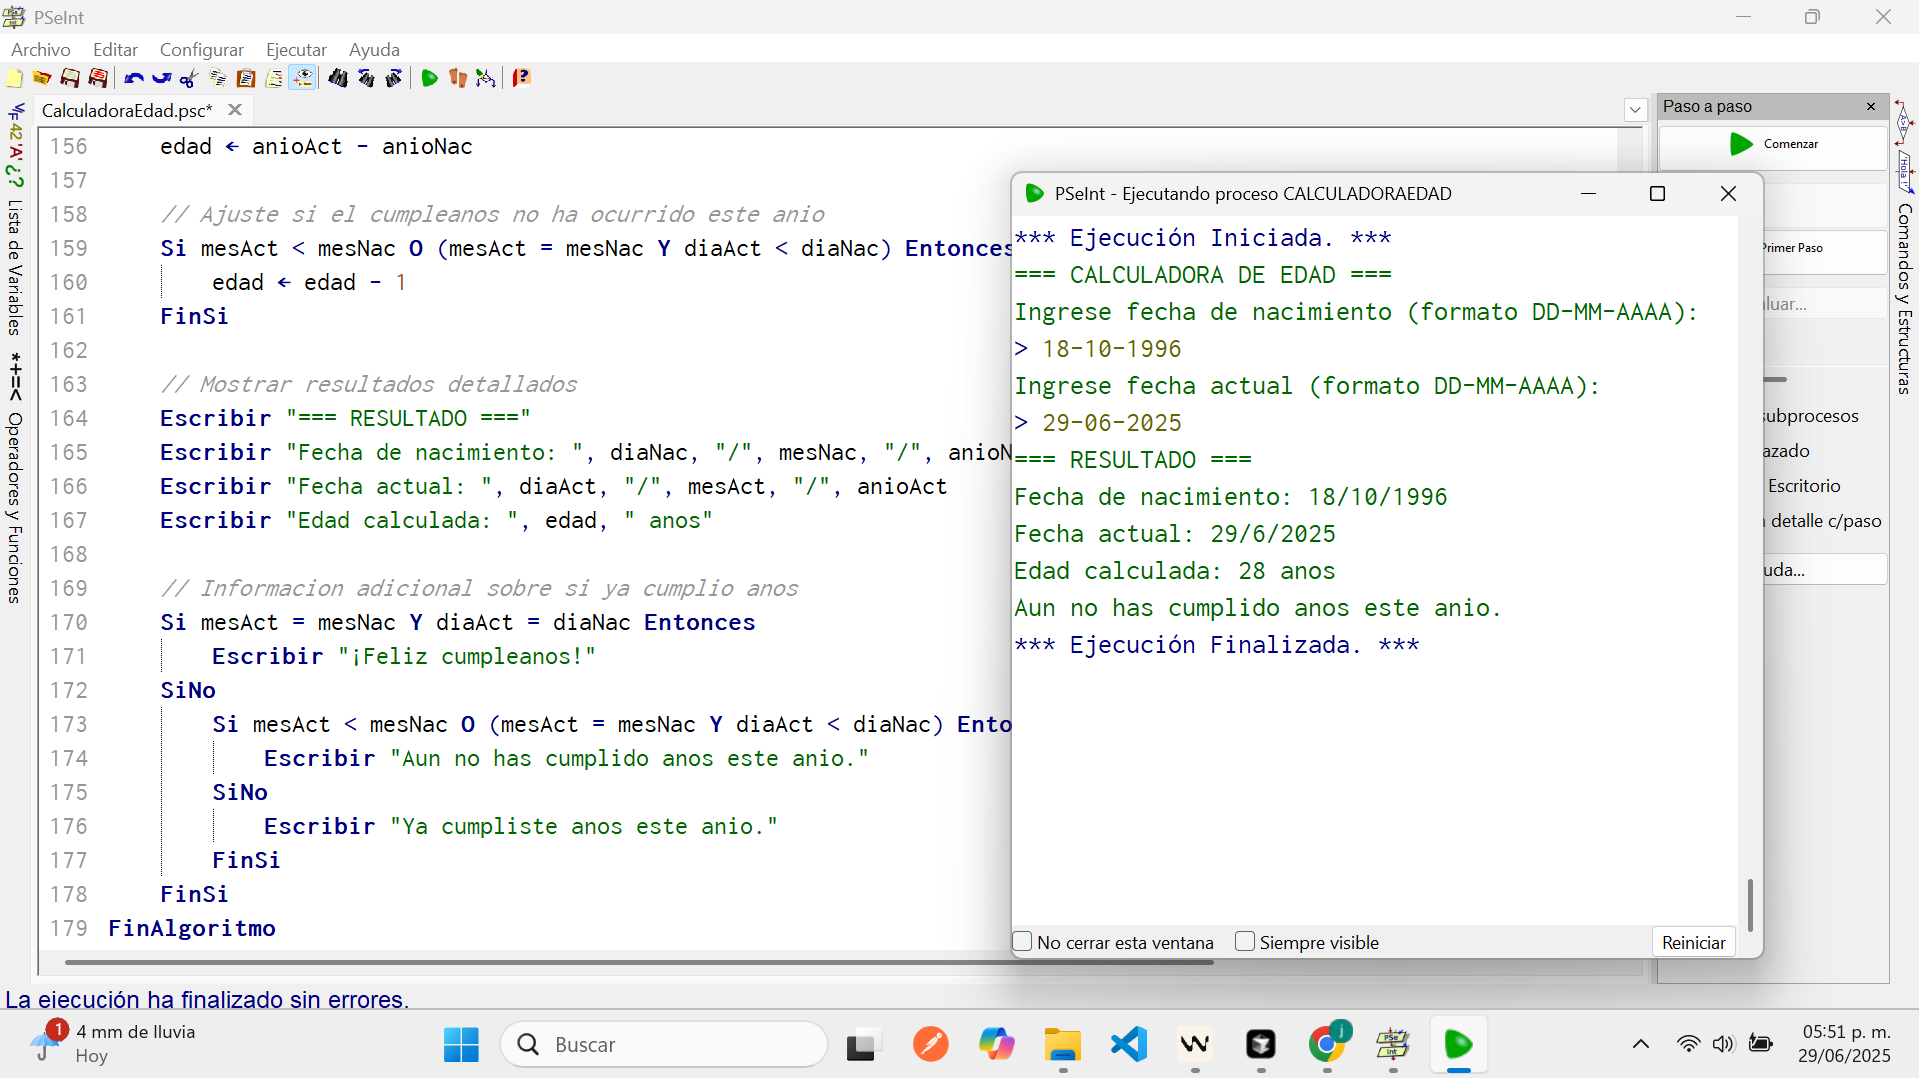 PSeInt
Archivo Editar Configurar Ejecutar Ayuda
CalculadoraEdad.psc*
156 edad ← anioAct - anioNac
157
158 // Ajuste si el cumpleanos no ha ocurrido este anio
159 Si mesAct < mesNac O (mesAct = mesNac Y diaAct < diaNac) Entonces
160 edad ← edad - 1
161 FinSi
162
163 // Mostrar resultados detallados
164 Escribir "=== RESULTADO ==="
165 Escribir "Fecha de nacimiento: ", diaNac, "/", mesNac, "/", anioN
166 Escribir "Fecha actual: ", diaAct, "/", mesAct, "/", anioAct
167 Escribir "Edad calculada: ", edad, " anos"
168
169 // Informacion adicional sobre si ya cumplio anos
170 Si mesAct = mesNac Y diaAct = diaNac Entonces
171 Escribir "¡Feliz cumpleanos!"
172 SiNo
173 Si mesAct < mesNac O (mesAct = mesNac Y diaAct < diaNac) Ento
174 Escribir "Aun no has cumplido anos este anio."
175 SiNo
176 Escribir "Ya cumpliste anos este anio."
177 FinSi
178 FinSi
179 FinAlgoritmo
Lista de Variables
Operadores y Funciones
*+=<
V/F 42 'A' ¿?
PSeInt - Ejecutando proceso CALCULADORAEDAD
*** Ejecución Iniciada. ***
=== CALCULADORA DE EDAD ===
Ingrese fecha de nacimiento (formato DD-MM-AAAA):
> 18-10-1996
Ingrese fecha actual (formato DD-MM-AAAA):
> 29-06-2025
=== RESULTADO ===
Fecha de nacimiento: 18/10/1996
Fecha actual: 29/6/2025
Edad calculada: 28 anos
Aun no has cumplido anos este anio.
*** Ejecución Finalizada. ***
No cerrar esta ventana Siempre visible Reiniciar
Paso a paso
Comenzar
Primer Paso
luar...
subprocesos
azado
Escritorio
detalle c/paso
uda...
Comandos y Estructuras
La ejecución ha finalizado sin errores.
1
4 mm de lluvia
Hoy
Buscar
05:51 p. m.
29/06/2025